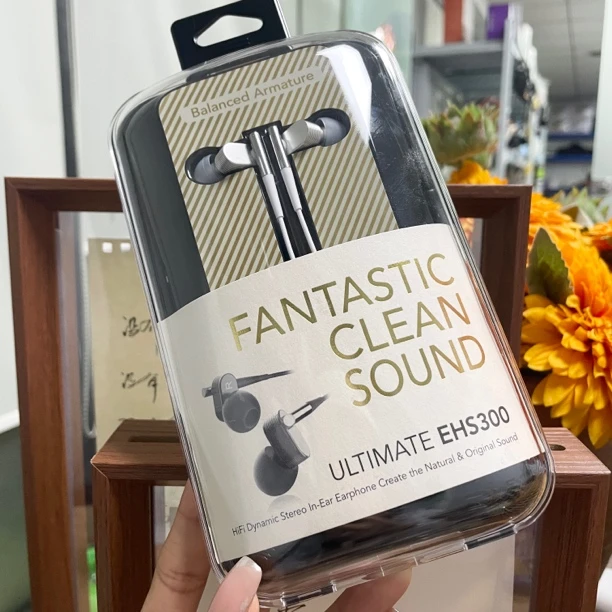 Balanced Armature
FANTASTIC
CLEAN
SOUND
R
ULTIMATE EHS300
HiFi Dynamic Stereo In-Ear Earphone Create the Natural & Original Sound